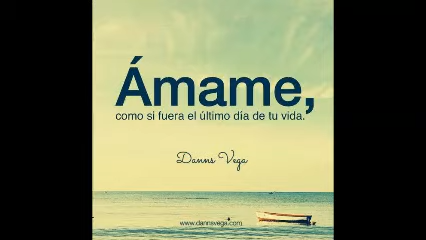 Ámame,
como si fuera el último día de tu vida.
Danns Vega
www.dannsvega.com